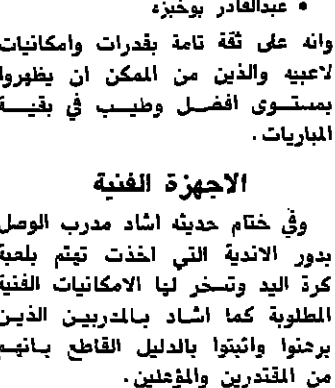 • عبدالقادر بوخبزه
وانه على ثقة تامة بقدرات وامكانيات
لاعبيه والذين من الممكن ان يظهروا
بمستوى افضل وطيب في بقية
المباريات .
الاجهزة الفنية
وفي ختام حديثه اشاد مدرب الوصل
بدور الاندية التي اخذت تهتم بلعبة
كرة اليد وتسخر لها الامكانيات الفنية
المطلوبة كما اشاد بالمدربين الذين
برهنوا واثبتوا بالدليل القاطع بانهم
من المقتدرين والمؤهلين .